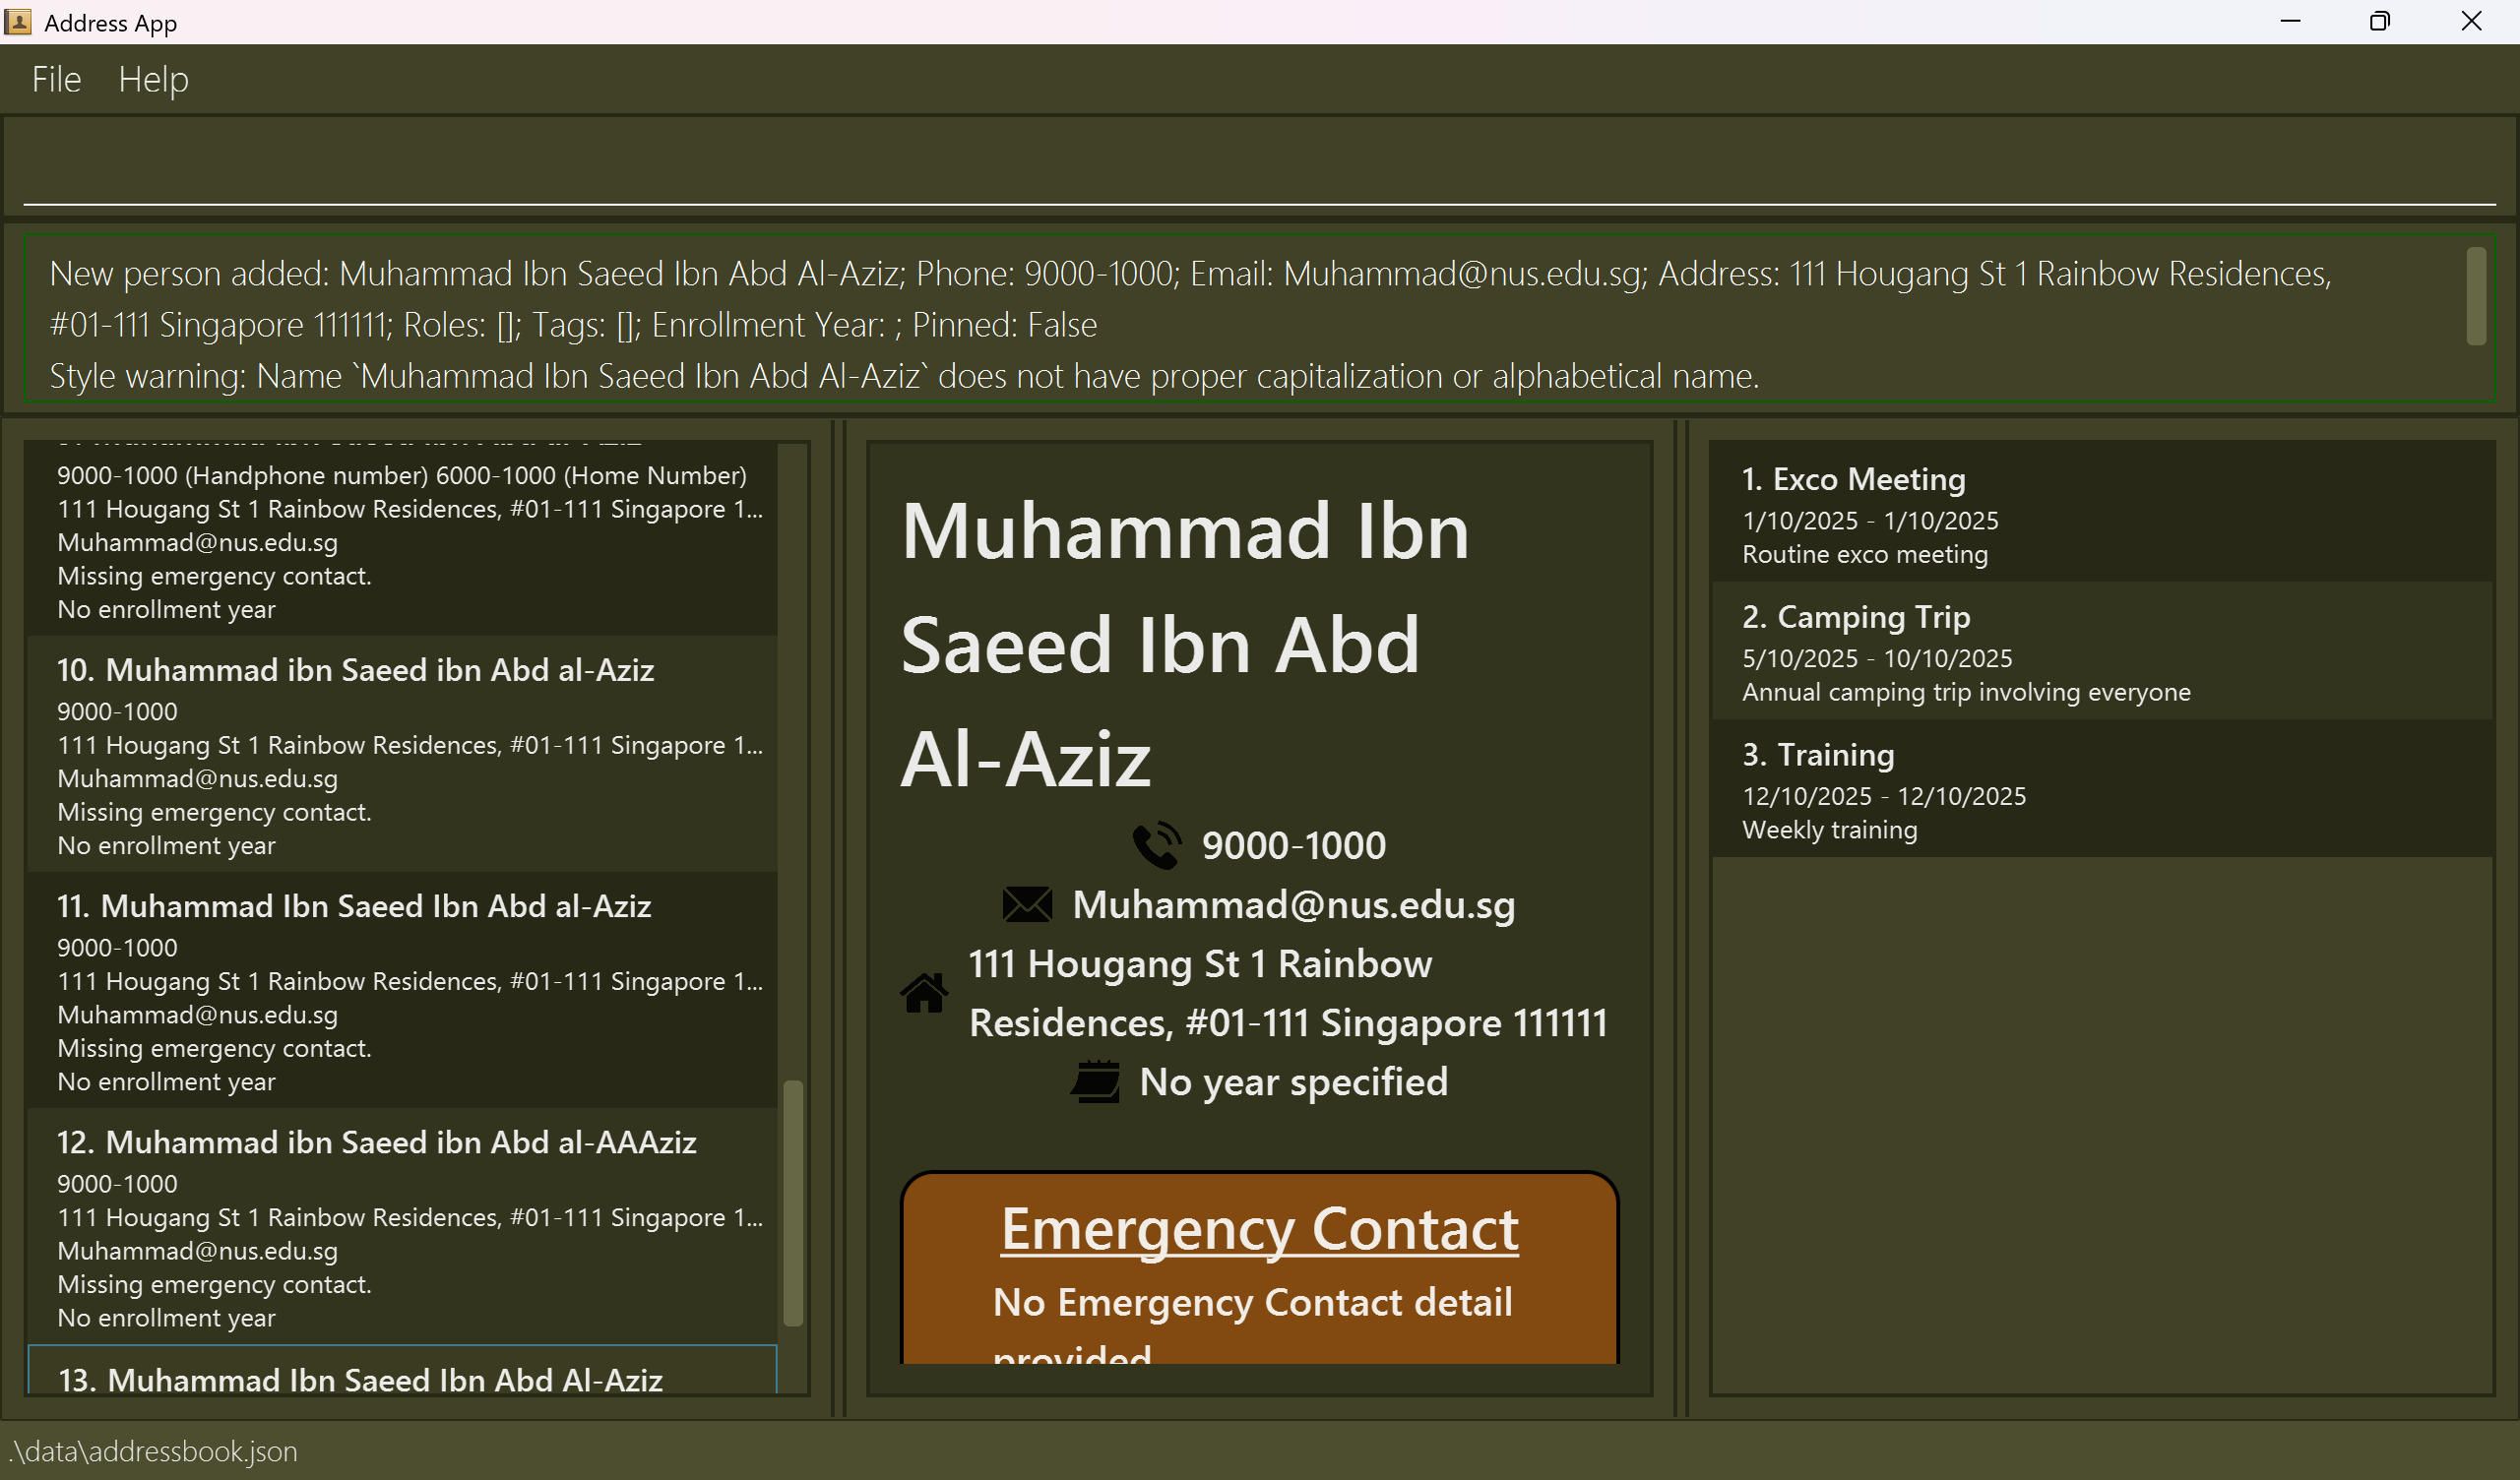 Address App
File Help
New person added: Muhammad Ibn Saeed Ibn Abd Al-Aziz; Phone: 9000-1000; Email: Muhammad@nus.edu.sg; Address: 111 Hougang St 1 Rainbow Residences,
#01-111 Singapore 111111; Roles: []; Tags: []; Enrollment Year: ; Pinned: False
Style warning: Name `Muhammad Ibn Saeed Ibn Abd Al-Aziz` does not have proper capitalization or alphabetical name.
9000-1000 (Handphone number) 6000-1000 (Home Number)
111 Hougang St 1 Rainbow Residences, #01-111 Singapore 1...
Muhammad@nus.edu.sg
Missing emergency contact.
No enrollment year
10. Muhammad ibn Saeed ibn Abd al-Aziz
9000-1000
111 Hougang St 1 Rainbow Residences, #01-111 Singapore 1...
Muhammad@nus.edu.sg
Missing emergency contact.
No enrollment year
11. Muhammad Ibn Saeed Ibn Abd al-Aziz
9000-1000
111 Hougang St 1 Rainbow Residences, #01-111 Singapore 1...
Muhammad@nus.edu.sg
Missing emergency contact.
No enrollment year
12. Muhammad ibn Saeed ibn Abd al-AAAziz
9000-1000
111 Hougang St 1 Rainbow Residences, #01-111 Singapore 1...
Muhammad@nus.edu.sg
Missing emergency contact.
No enrollment year
13. Muhammad Ibn Saeed Ibn Abd Al-Aziz
Muhammad Ibn
Saeed Ibn Abd
Al-Aziz
9000-1000
Muhammad@nus.edu.sg
111 Hougang St 1 Rainbow
Residences, #01-111 Singapore 111111
No year specified
Emergency Contact
No Emergency Contact detail
provided
1. Exco Meeting
1/10/2025 - 1/10/2025
Routine exco meeting
2. Camping Trip
5/10/2025 - 10/10/2025
Annual camping trip involving everyone
3. Training
12/10/2025 - 12/10/2025
Weekly training
.\data\addressbook.json